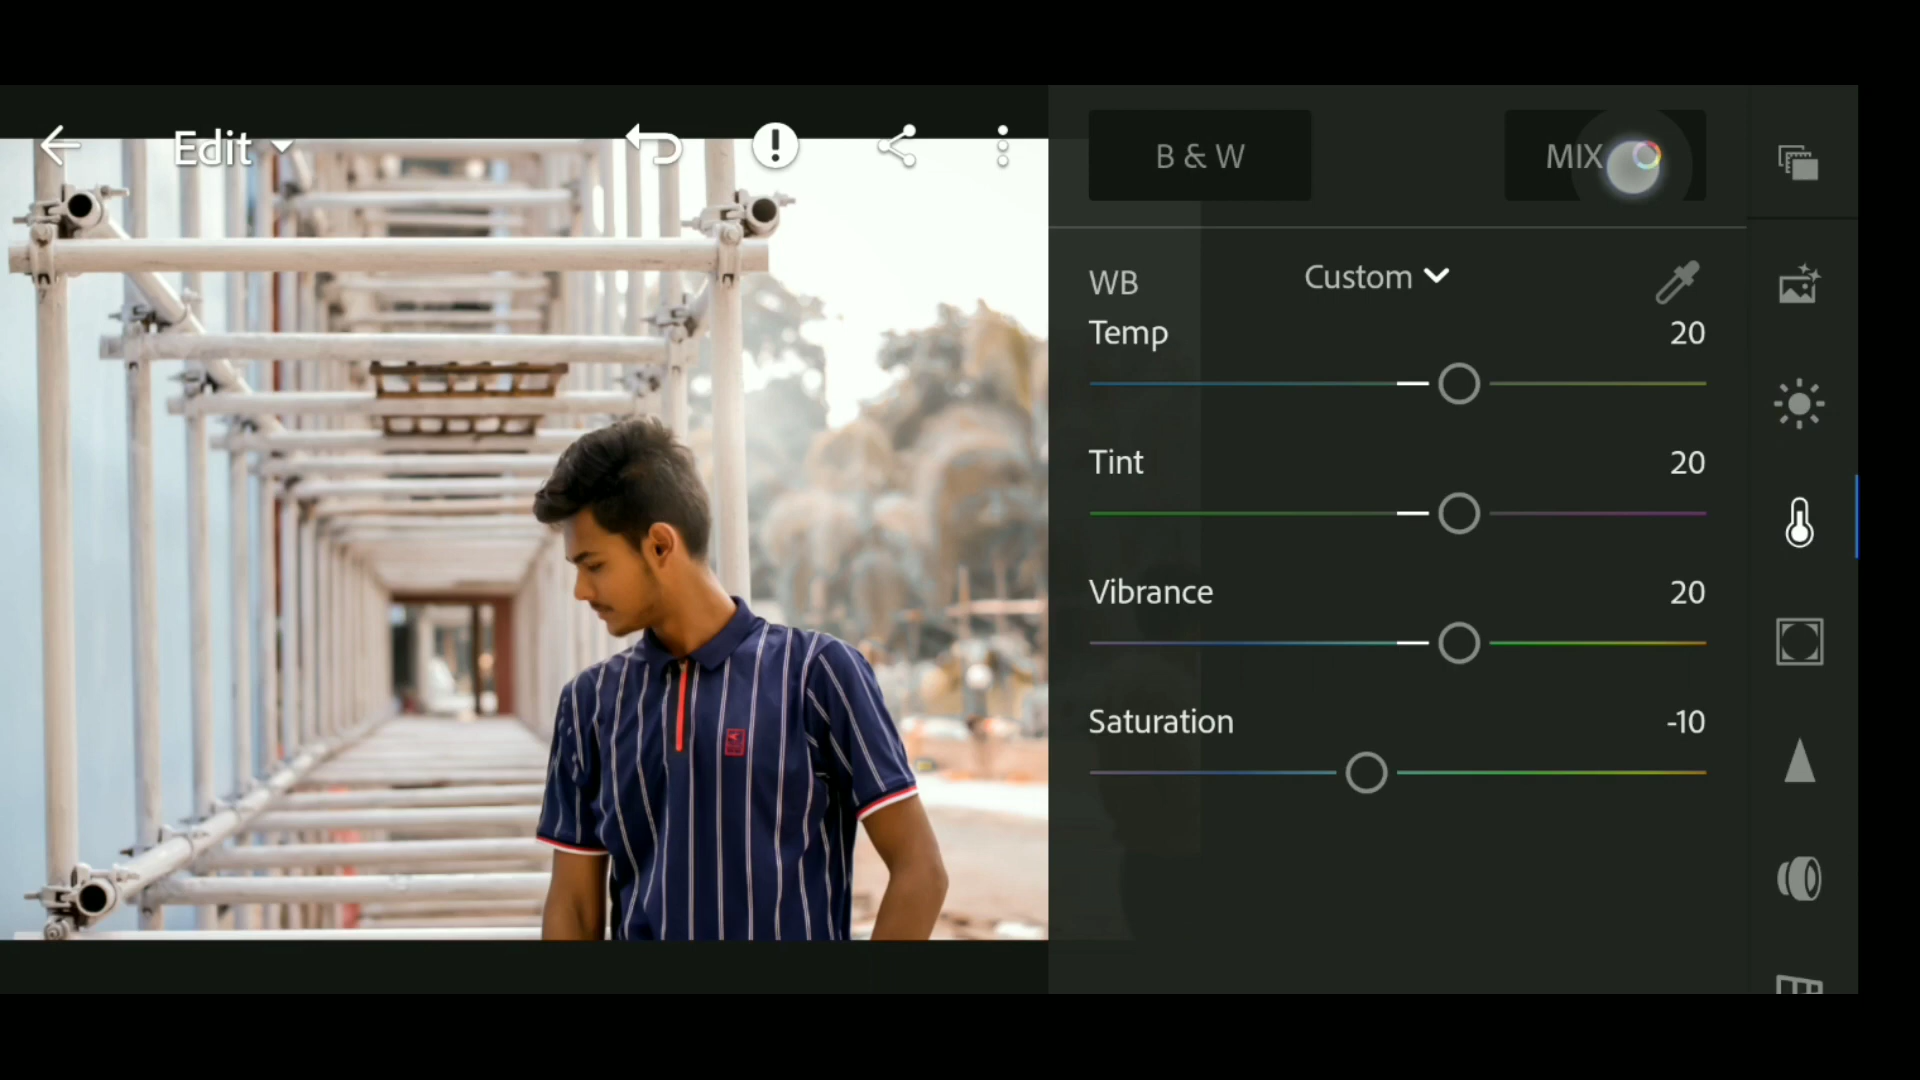 Edit
B & W
MIX
WB
Custom
Temp
20
Tint
20
Vibrance
20
Saturation
-10